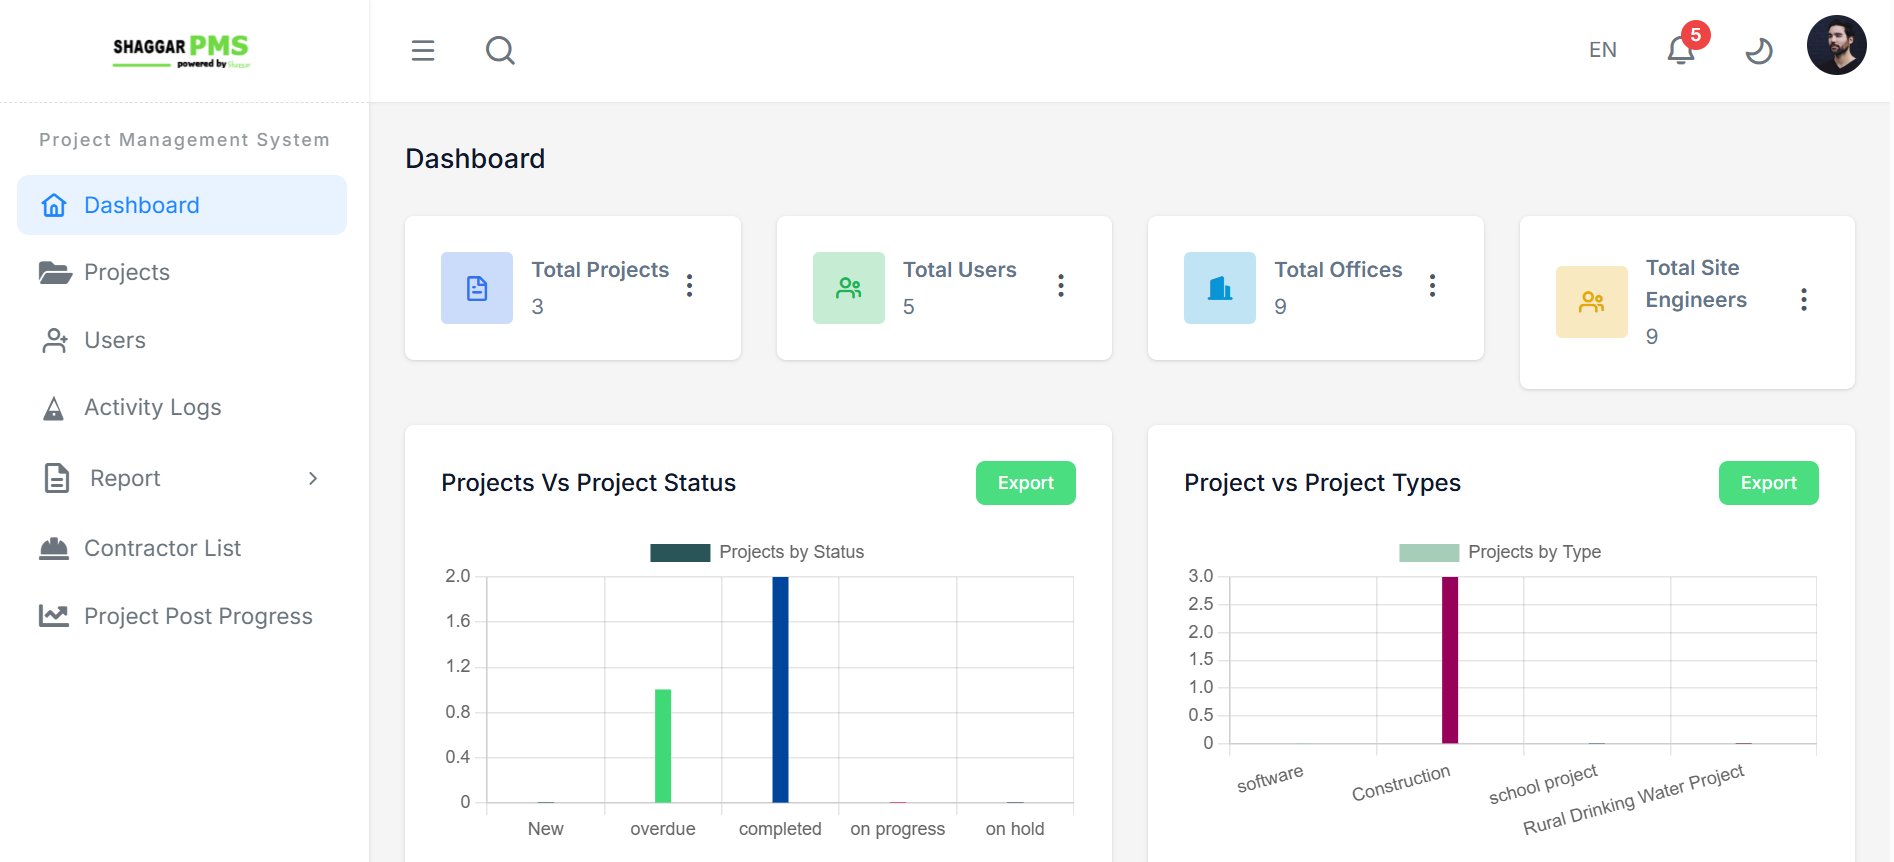 SHAGGAR PMS
powered by Shaggar
EN
5
Project Management System
Dashboard
Projects
Users
Activity Logs
Report
Contractor List
Project Post Progress
Dashboard
Total Projects
3
Total Users
5
Total Offices
9
Total Site
Engineers
9
Projects Vs Project Status
Export
Projects by Status
2.0
1.6
1.2
0.8
0.4
0
New
overdue
completed
on progress
on hold
Project vs Project Types
Export
Projects by Type
3.0
2.5
2.0
1.5
1.0
0.5
0
software
Construction
school project
Rural Drinking Water Project